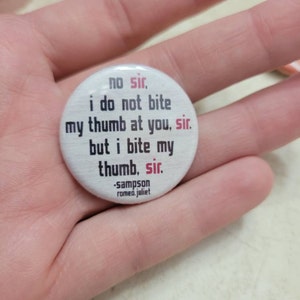 no sir,
i do not bite
my thumb at you, sir.
but i bite my
thumb, sir.
-sampson
romeo, juliet